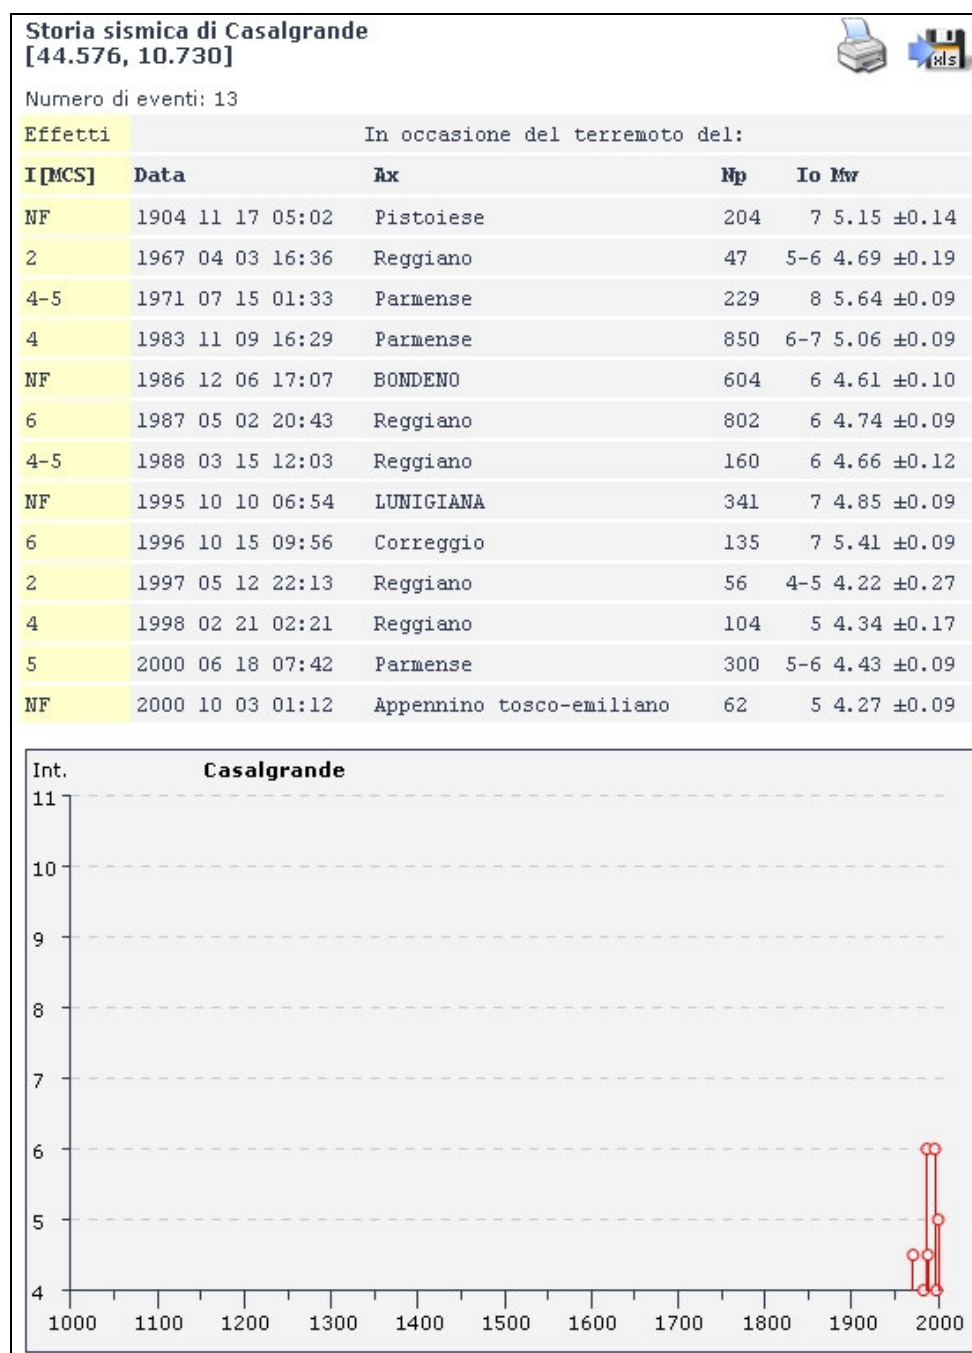 Storia sismica di Casalgrande
[44.576, 10.730]
xls
Numero di eventi: 13
Effetti In occasione del terremoto del:
I[MCS] Data Ax Np Io Mw
NF 1904 11 17 05:02 Pistoiese 204 7 5.15 ±0.14
2 1967 04 03 16:36 Reggiano 47 5-6 4.69 ±0.19
4-5 1971 07 15 01:33 Parmense 229 8 5.64 ±0.09
4 1983 11 09 16:29 Parmense 850 6-7 5.06 ±0.09
NF 1986 12 06 17:07 BONDENO 604 6 4.61 ±0.10
6 1987 05 02 20:43 Reggiano 802 6 4.74 ±0.09
4-5 1988 03 15 12:03 Reggiano 160 6 4.66 ±0.12
NF 1995 10 10 06:54 LUNIGIANA 341 7 4.85 ±0.09
6 1996 10 15 09:56 Correggio 135 7 5.41 ±0.09
2 1997 05 12 22:13 Reggiano 56 4-5 4.22 ±0.27
4 1998 02 21 02:21 Reggiano 104 5 4.34 ±0.17
5 2000 06 18 07:42 Parmense 300 5-6 4.43 ±0.09
NF 2000 10 03 01:12 Appennino tosco-emiliano 62 5 4.27 ±0.09
Int. Casalgrande
11
10
9
8
7
6
5
4
1000 1100 1200 1300 1400 1500 1600 1700 1800 1900 2000